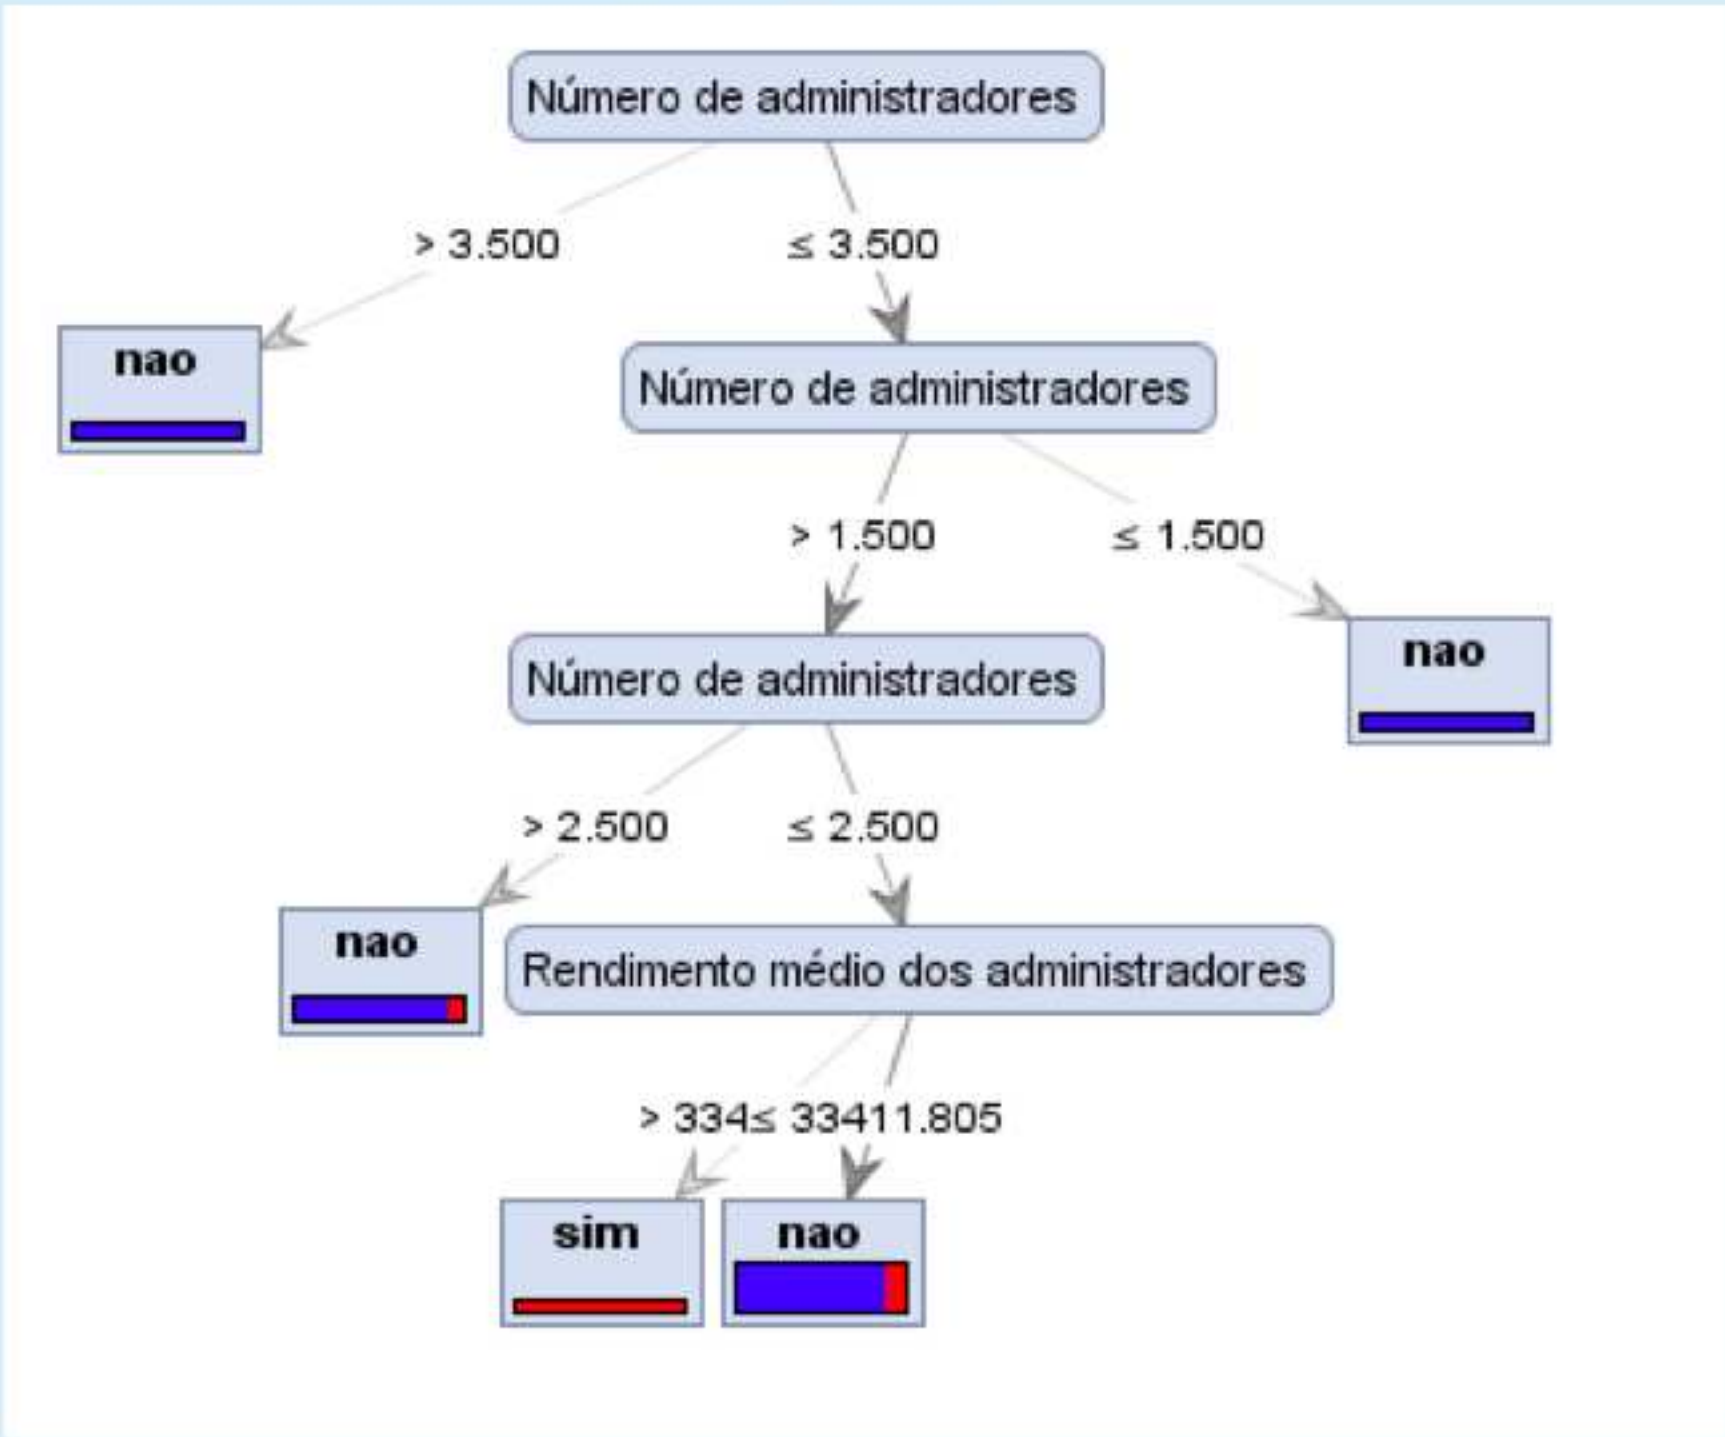 Número de administradores
> 3.500
≤ 3.500
nao
Número de administradores
> 1.500
≤ 1.500
Número de administradores
nao
> 2.500
≤ 2.500
nao
Rendimento médio dos administradores
> 334≤ 33411.805
sim
nao